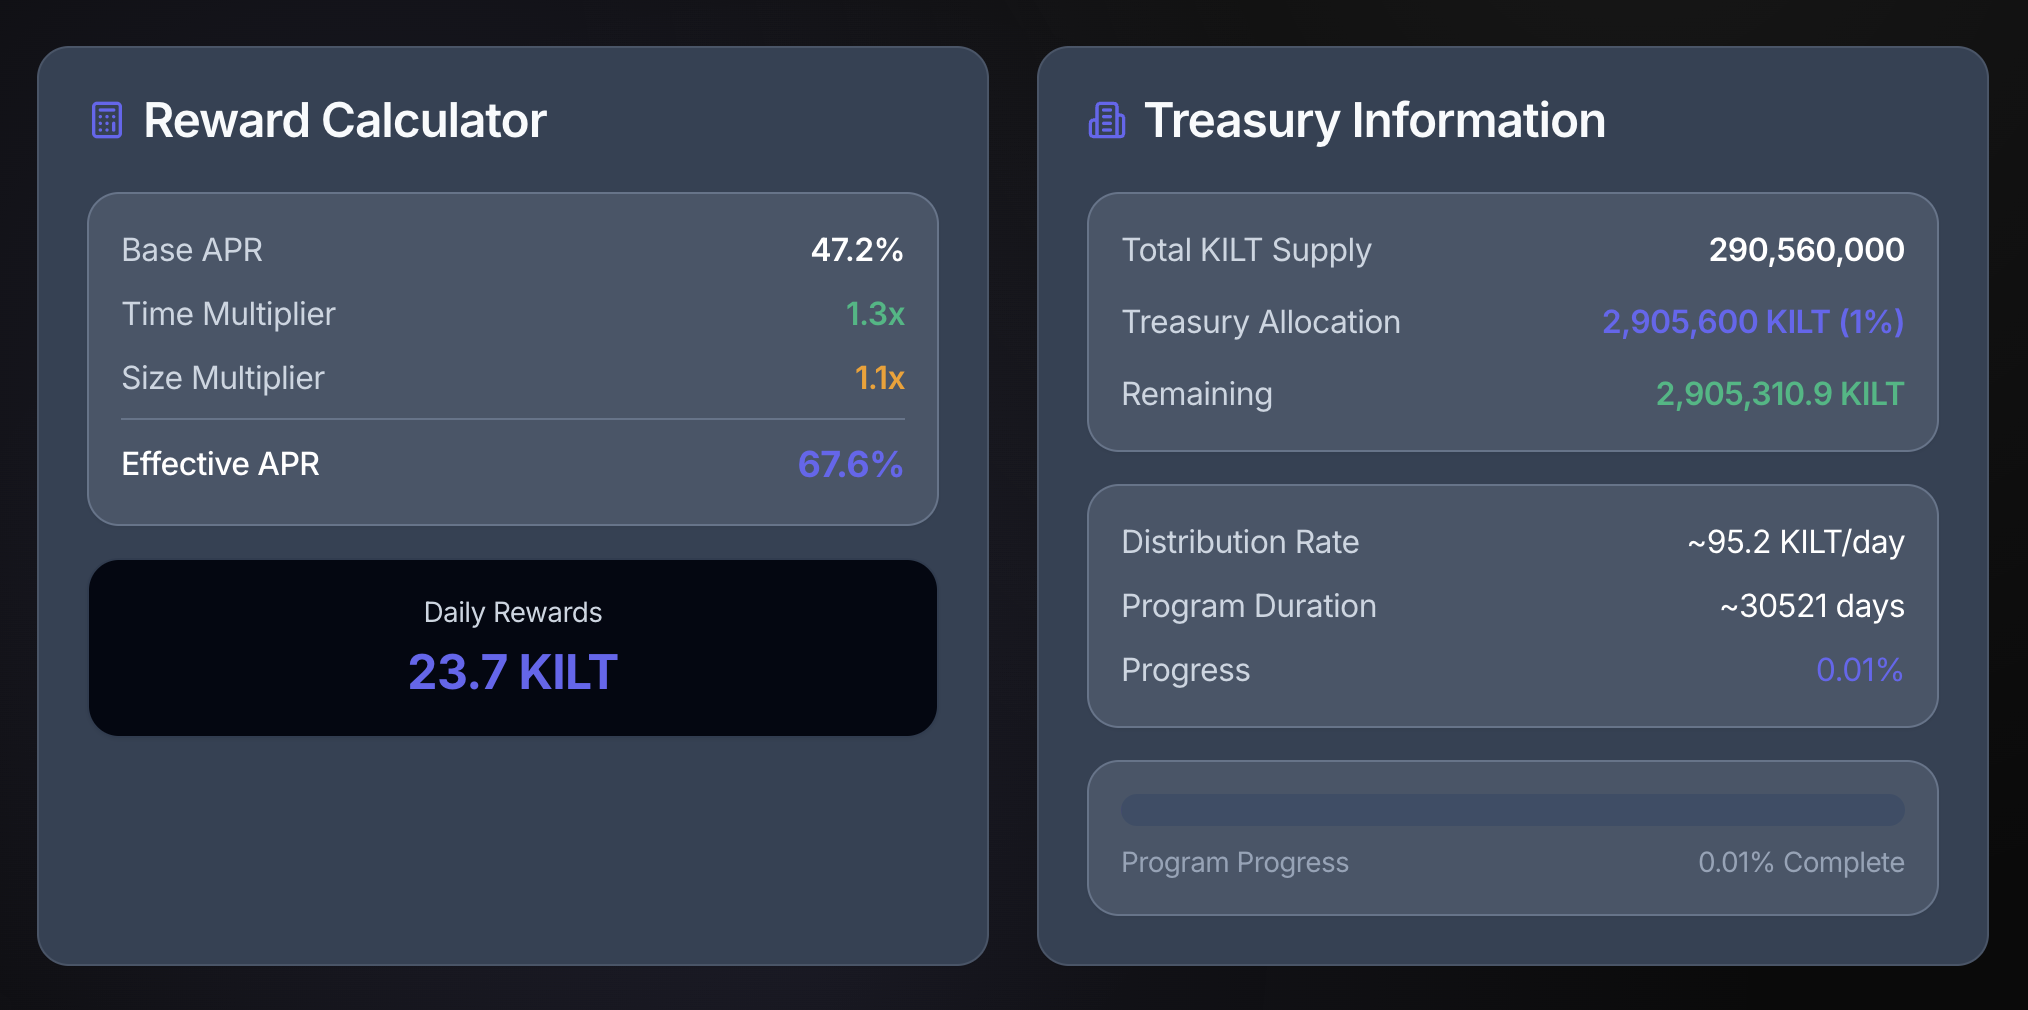 Reward Calculator
Base APR 47.2%
Time Multiplier 1.3x
Size Multiplier 1.1x
Effective APR 67.6%
Daily Rewards
23.7 KILT
Treasury Information
Total KILT Supply 290,560,000
Treasury Allocation 2,905,600 KILT (1%)
Remaining 2,905,310.9 KILT
Distribution Rate ~95.2 KILT/day
Program Duration ~30521 days
Progress 0.01%
Program Progress 0.01% Complete